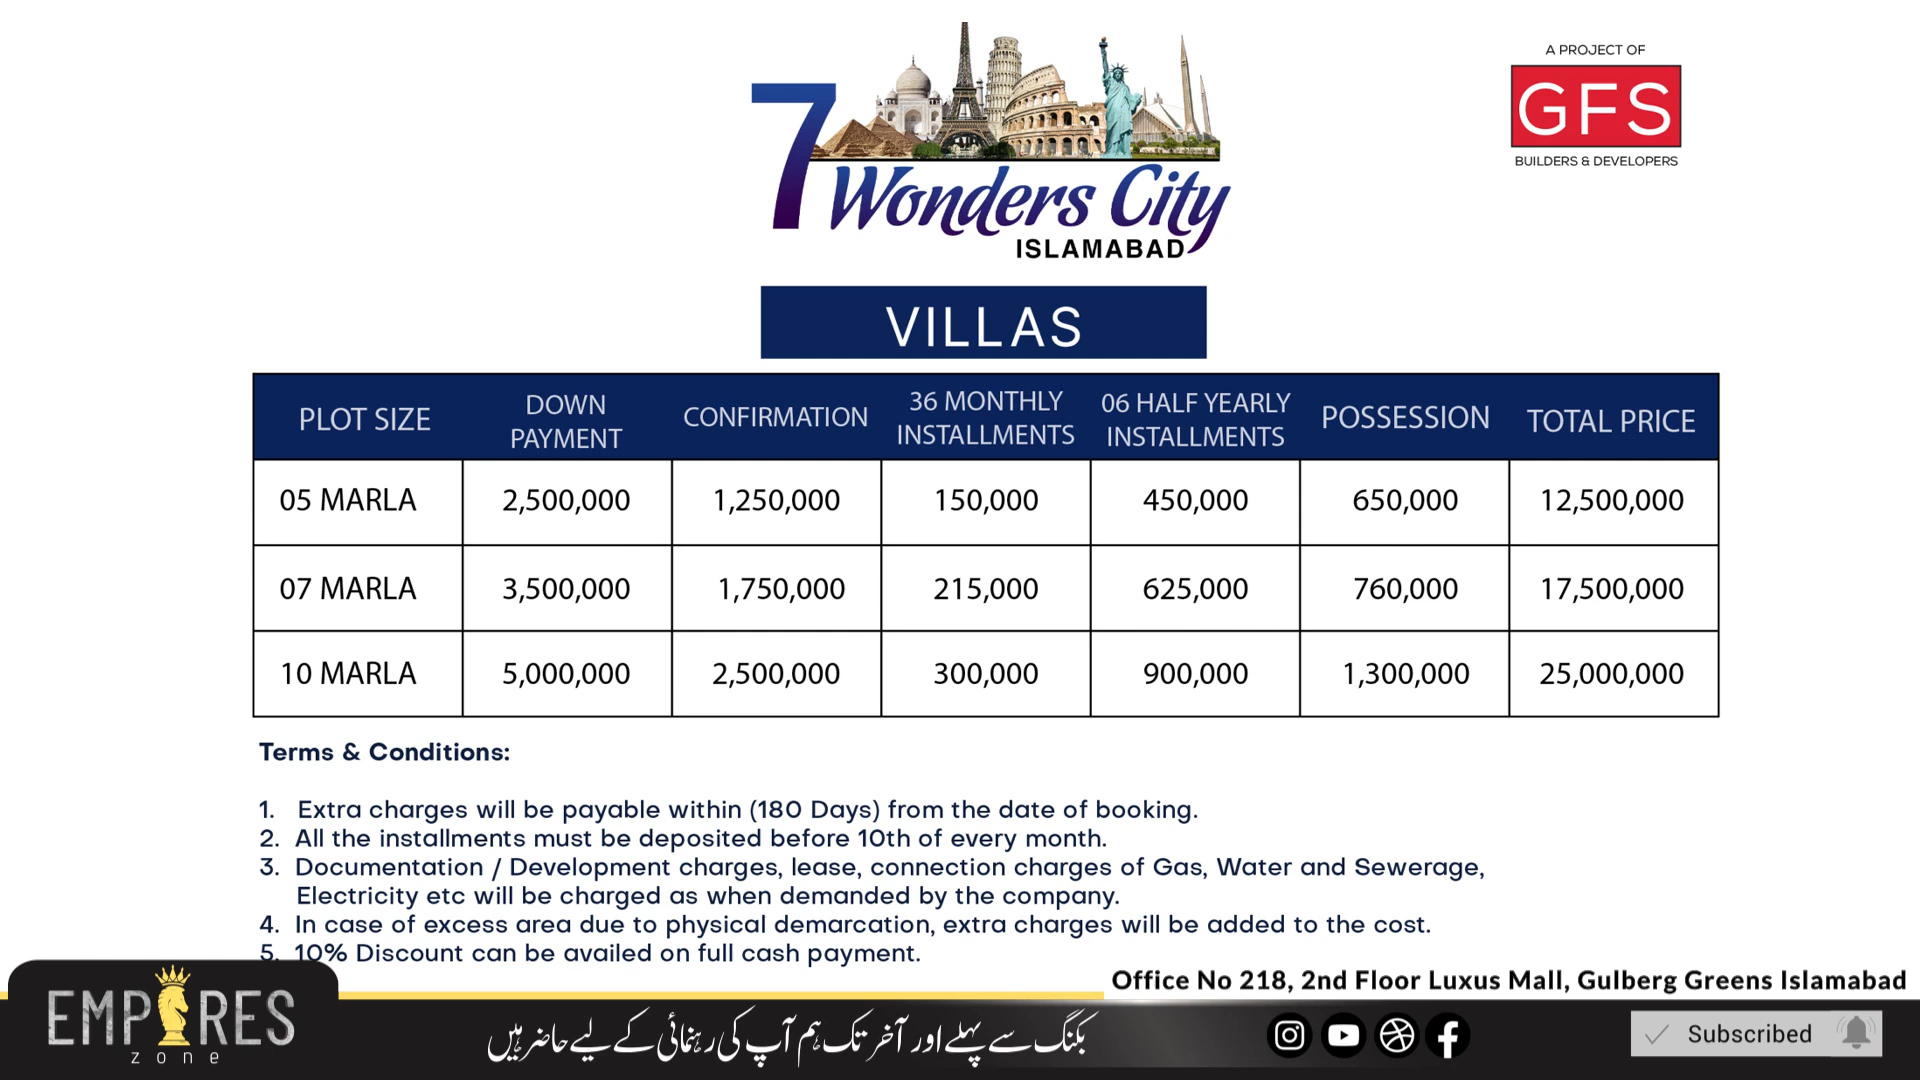 A PROJECT OF
GFS
BUILDERS & DEVELOPERS
7 Wonders City
ISLAMABAD
VILLAS
PLOT SIZE DOWN PAYMENT CONFIRMATION 36 MONTHLY INSTALLMENTS 06 HALF YEARLY INSTALLMENTS POSSESSION TOTAL PRICE
05 MARLA 2,500,000 1,250,000 150,000 450,000 650,000 12,500,000
07 MARLA 3,500,000 1,750,000 215,000 625,000 760,000 17,500,000
10 MARLA 5,000,000 2,500,000 300,000 900,000 1,300,000 25,000,000
Terms & Conditions:
1. Extra charges will be payable within (180 Days) from the date of booking.
2. All the installments must be deposited before 10th of every month.
3. Documentation / Development charges, lease, connection charges of Gas, Water and Sewerage,
Electricity etc will be charged as when demanded by the company.
4. In case of excess area due to physical demarcation, extra charges will be added to the cost.
5. 10% Discount can be availed on full cash payment.
Office No 218, 2nd Floor Luxus Mall, Gulberg Greens Islamabad
EMPIRES
zone
بکنگ سے پہلے اور آخر تک ہم آپ کی رہنمائی کے لیے حاضر ہیں
Subscribed